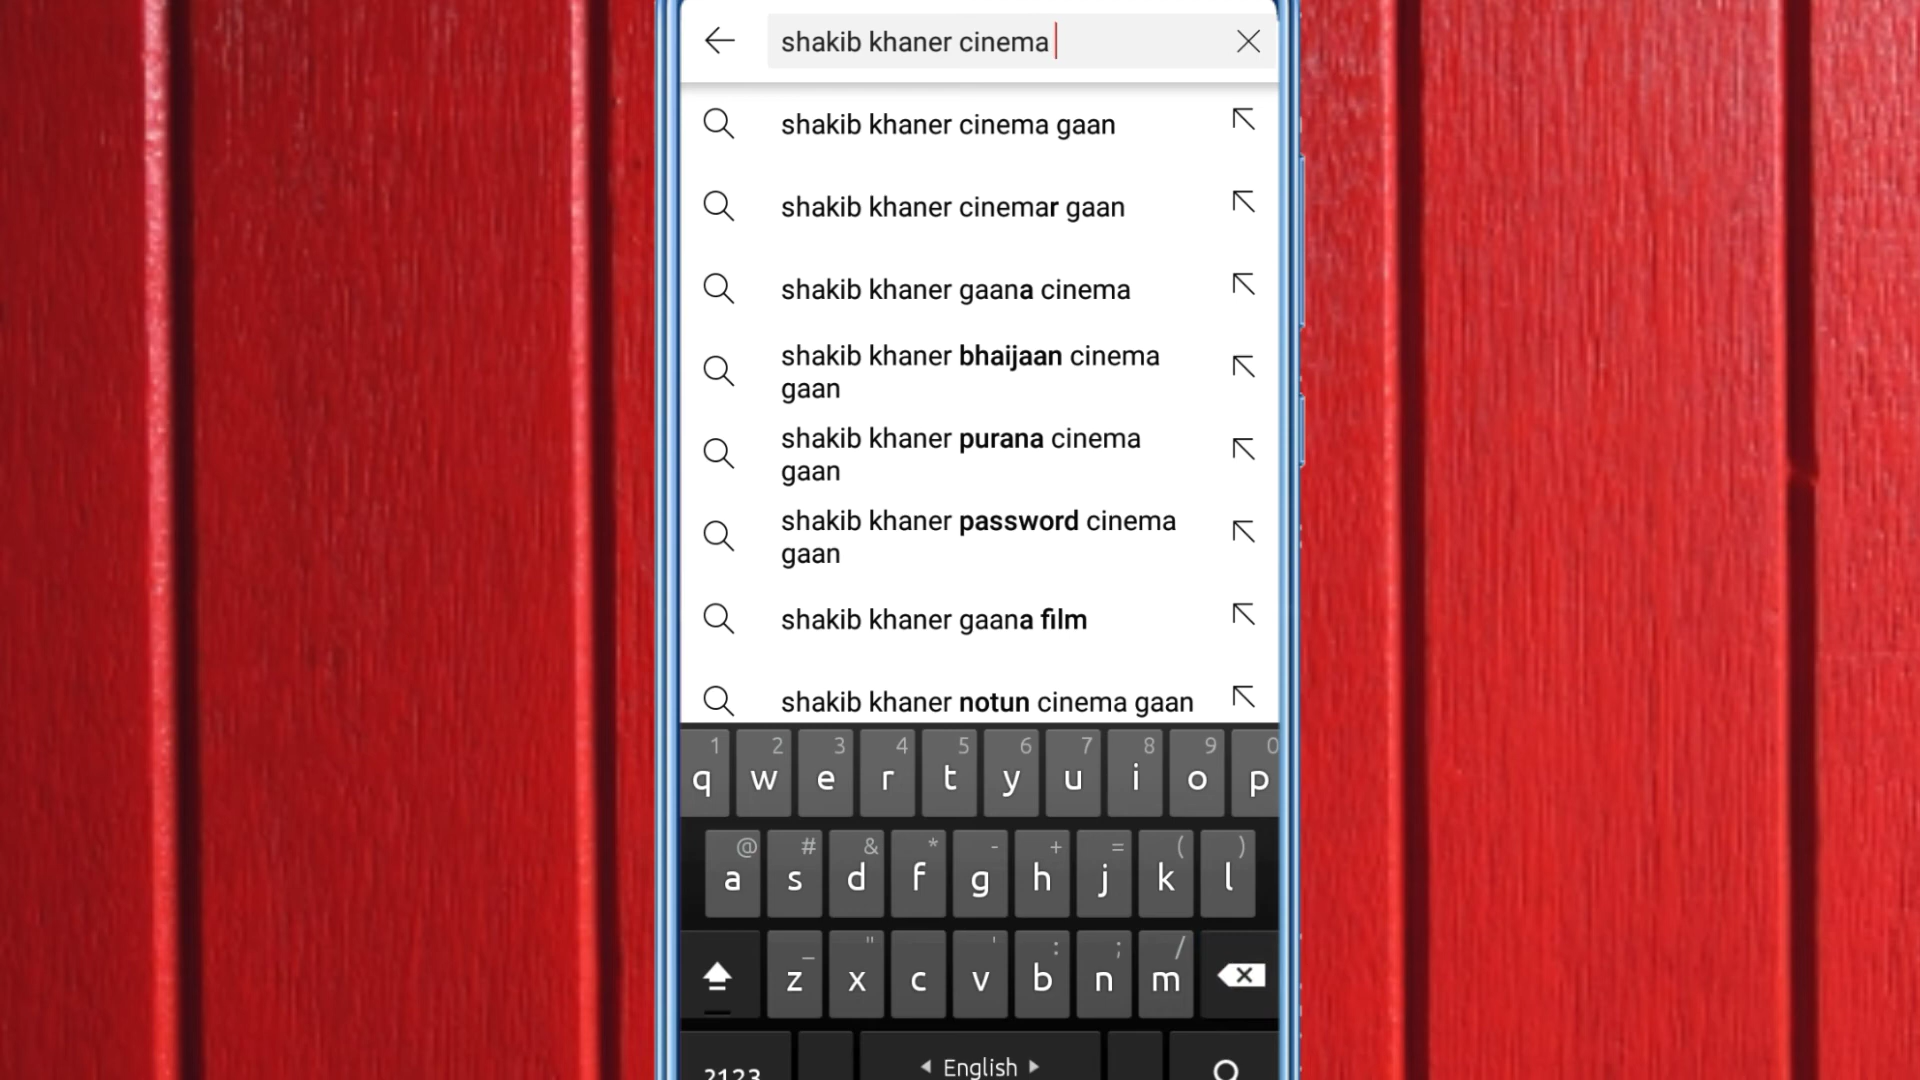 shakib khaner cinema
shakib khaner cinema gaan
shakib khaner cinemar gaan
shakib khaner gaana cinema
shakib khaner bhaijaan cinema
gaan
shakib khaner purana cinema
gaan
shakib khaner password cinema
gaan
shakib khaner gaana film
shakib khaner notun cinema gaan
1 2 3 4 5 6 7 8 9 0
q w e r t y u i o p
@ # & * - + = ( )
a s d f g h j k l
_ " ' : ; /
z x c v b n m
?123 English